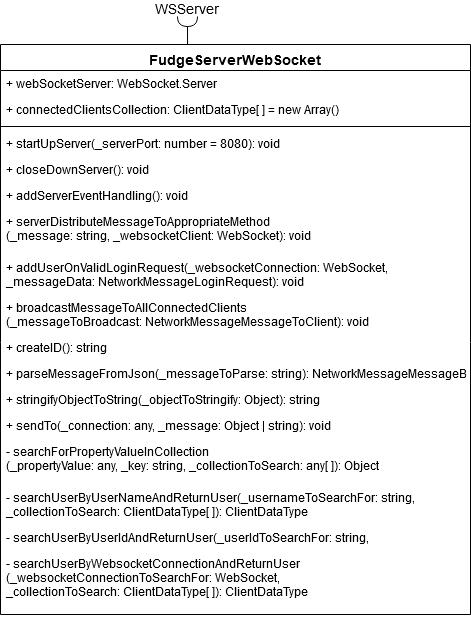 WSServer
FudgeServerWebSocket
+ webSocketServer: WebSocket.Server
+ connectedClientsCollection: ClientDataType[ ] = new Array()
+ startUpServer(_serverPort: number = 8080): void
+ closeDownServer(): void
+ addServerEventHandling(): void
+ serverDistributeMessageToAppropriateMethod
(_message: string, _websocketClient: WebSocket): void
+ addUserOnValidLoginRequest(_websocketConnection: WebSocket,
_messageData: NetworkMessageLoginRequest): void
+ broadcastMessageToAllConnectedClients
(_messageToBroadcast: NetworkMessageMessageToClient): void
+ createID(): string
+ parseMessageFromJson(_messageToParse: string): NetworkMessageMessageB
+ stringifyObjectToString(_objectToStringify: Object): string
+ sendTo(_connection: any, _message: Object | string): void
- searchForPropertyValueInCollection
(_propertyValue: any, _key: string, _collectionToSearch: any[ ]): Object
- searchUserByUserNameAndReturnUser(_usernameToSearchFor: string,
_collectionToSearch: ClientDataType[ ]): ClientDataType
- searchUserByUserIdAndReturnUser(_userIdToSearchFor: string,
- searchUserByWebsocketConnectionAndReturnUser
(_websocketConnectionToSearchFor: WebSocket,
_collectionToSearch: ClientDataType[ ]): ClientDataType